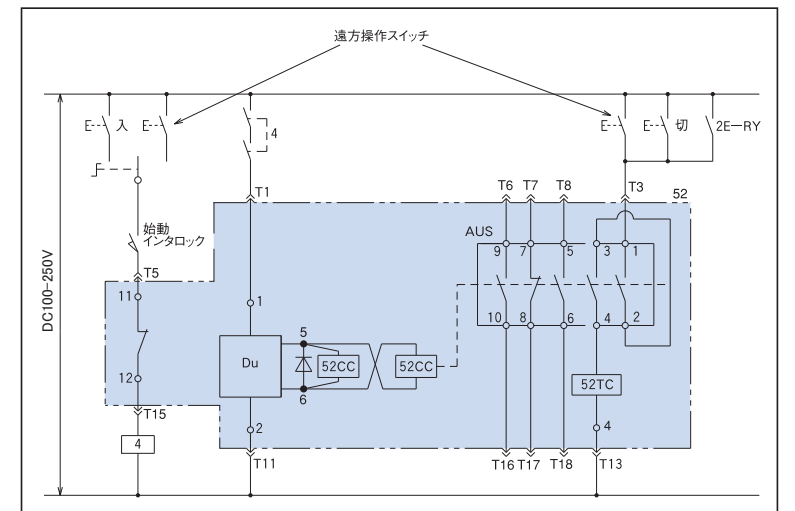 遠方操作スイッチ
入
4
切
2E-RY
T1
T6
T7
T8
T3
52
始動
インタロック
AUS
T5
9
7
5
3
1
11
DC100-250V
1
10
8
6
4
2
5
Du
52CC
52CC
12
52TC
6
T15
2
4
4
T11
T16
T17
T18
T13